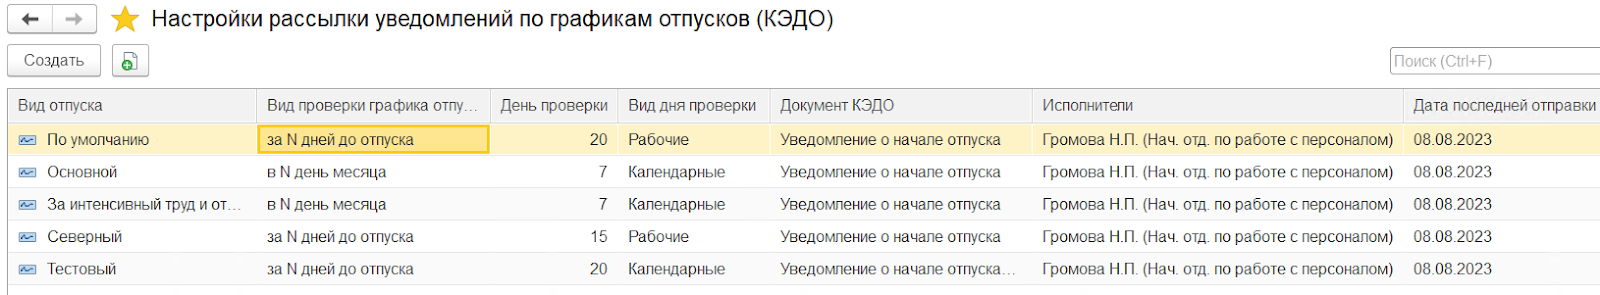 Настройки рассылки уведомлений по графикам отпусков (КЭДО)
Создать
Поиск (Ctrl+F)
Вид отпуска Вид проверки графика отпу... День проверки Вид дня проверки Документ КЭДО Исполнители Дата последней отправки
По умолчанию за N дней до отпуска 20 Рабочие Уведомление о начале отпуска Громова Н.П. (Нач. отд. по работе с персоналом) 08.08.2023
Основной в N день месяца 7 Календарные Уведомление о начале отпуска Громова Н.П. (Нач. отд. по работе с персоналом) 08.08.2023
За интенсивный труд и от... в N день месяца 7 Календарные Уведомление о начале отпуска Громова Н.П. (Нач. отд. по работе с персоналом) 08.08.2023
Северный за N дней до отпуска 15 Рабочие Уведомление о начале отпуска Громова Н.П. (Нач. отд. по работе с персоналом) 08.08.2023
Тестовый за N дней до отпуска 20 Календарные Уведомление о начале отпуска... Громова Н.П. (Нач. отд. по работе с персоналом) 08.08.2023